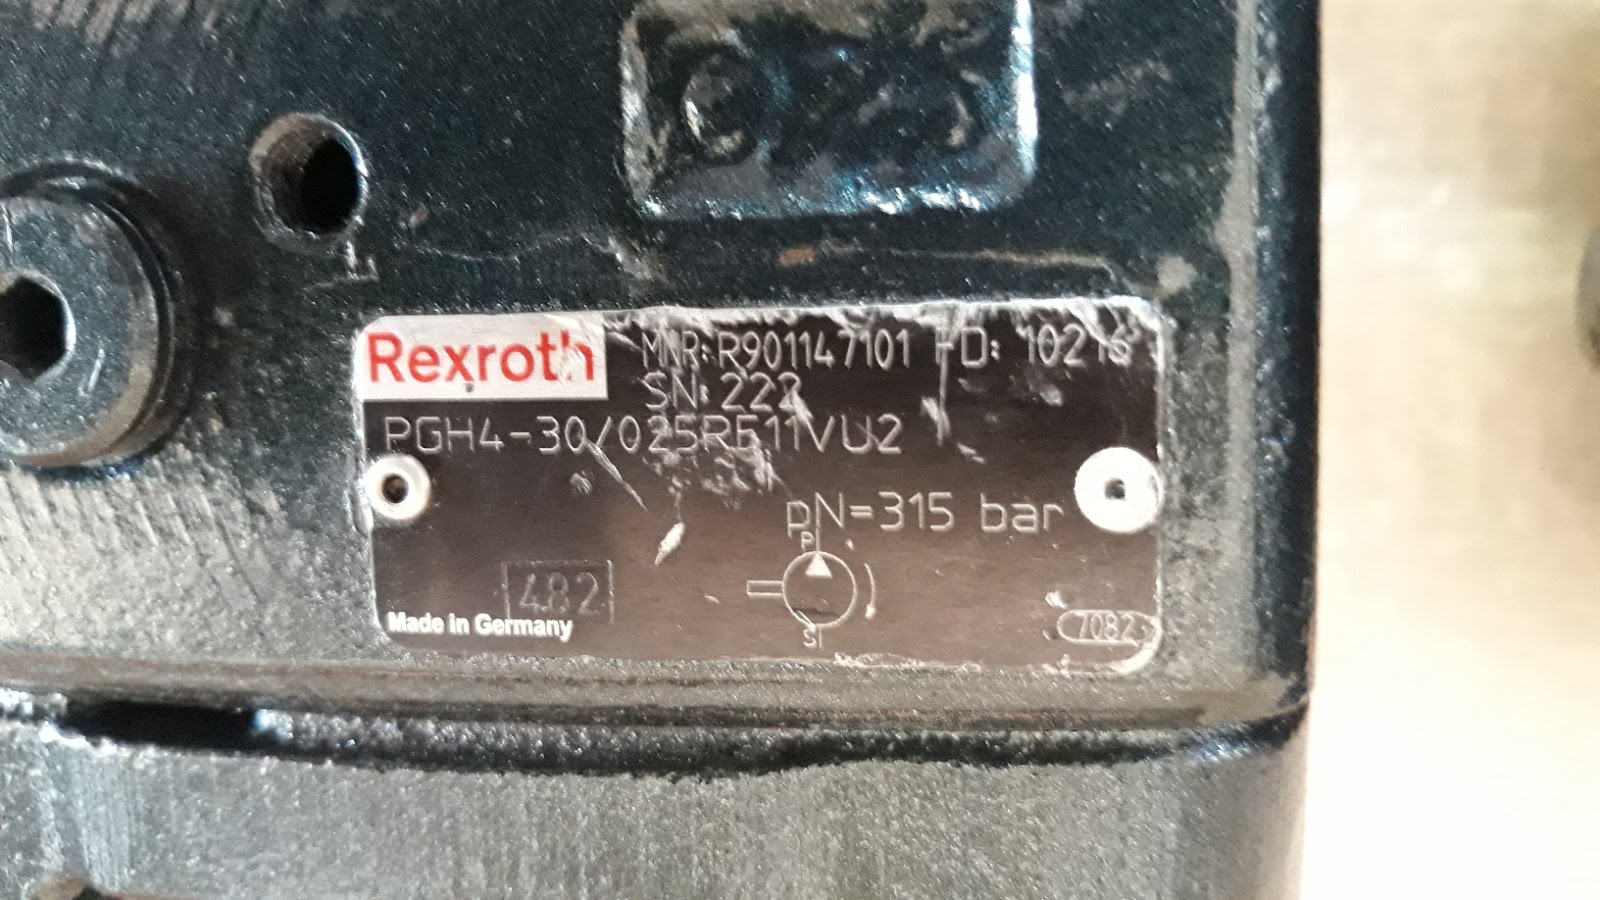 Rexroth MNR: R901147101 FD: 10216
SN: 222
PGH4-30/025RE11VU2
pN=315 bar
P
482
S
Made in Germany
7082